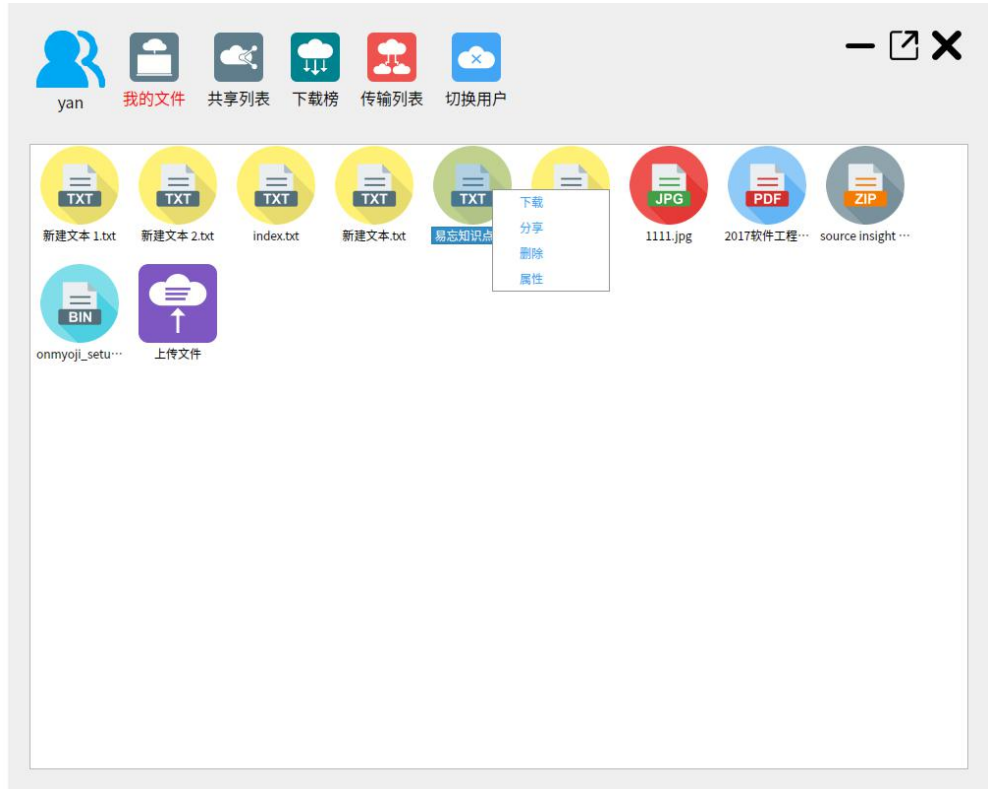 yan
我的文件
共享列表
下载榜
传输列表
切换用户
TXT
TXT
TXT
TXT
TXT
JPG
PDF
ZIP
新建文本 1.txt
新建文本 2.txt
index.txt
新建文本.txt
易忘知识点
1111.jpg
2017软件工程…
source insight …
下载
分享
删除
属性
BIN
onmyoji_setu…
上传文件